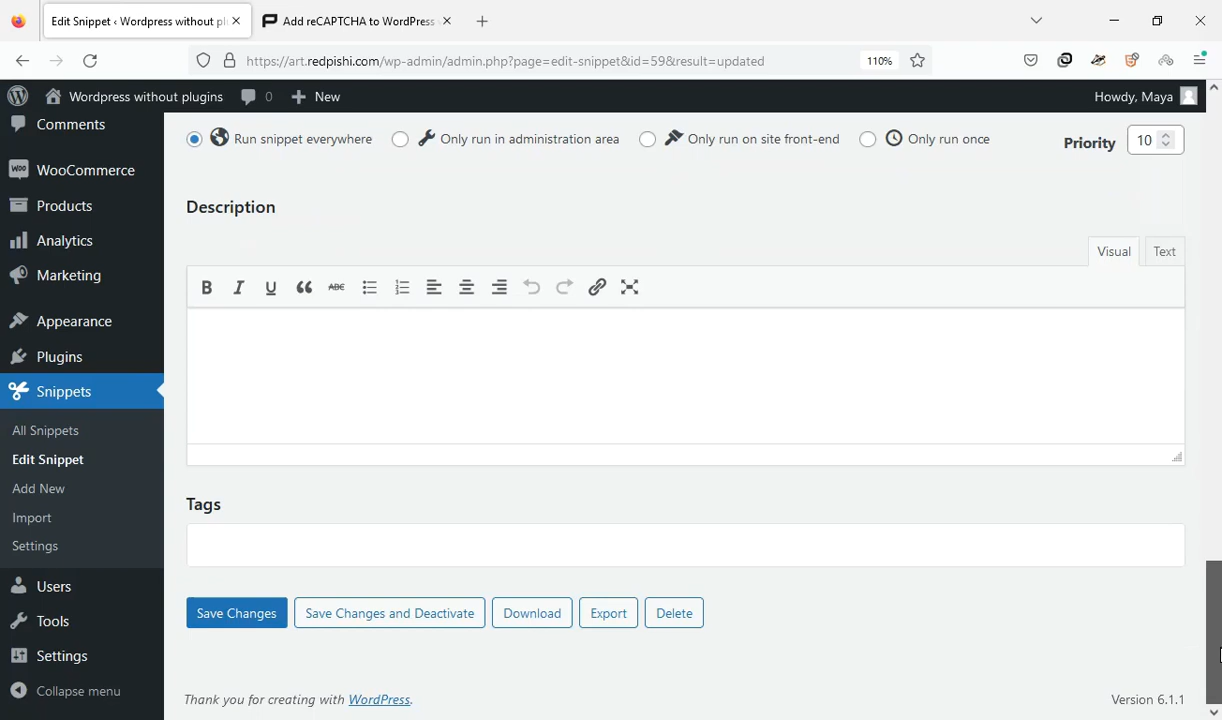 Edit Snippet ‹ Wordpress without pl
Add reCAPTCHA to WordPress
https://art.redpishi.com/wp-admin/admin.php?page=edit-snippet&id=59&result=updated
110%
Wordpress without plugins
0
New
Howdy, Maya
Comments
WooCommerce
Products
Analytics
Marketing
Appearance
Plugins
Snippets
All Snippets
Edit Snippet
Add New
Import
Settings
Users
Tools
Settings
Collapse menu
Run snippet everywhere
Only run in administration area
Only run on site front-end
Only run once
Priority
10
Description
Visual
Text
B
I
U
ABC
Tags
Save Changes
Save Changes and Deactivate
Download
Export
Delete
Thank you for creating with WordPress.
Version 6.1.1